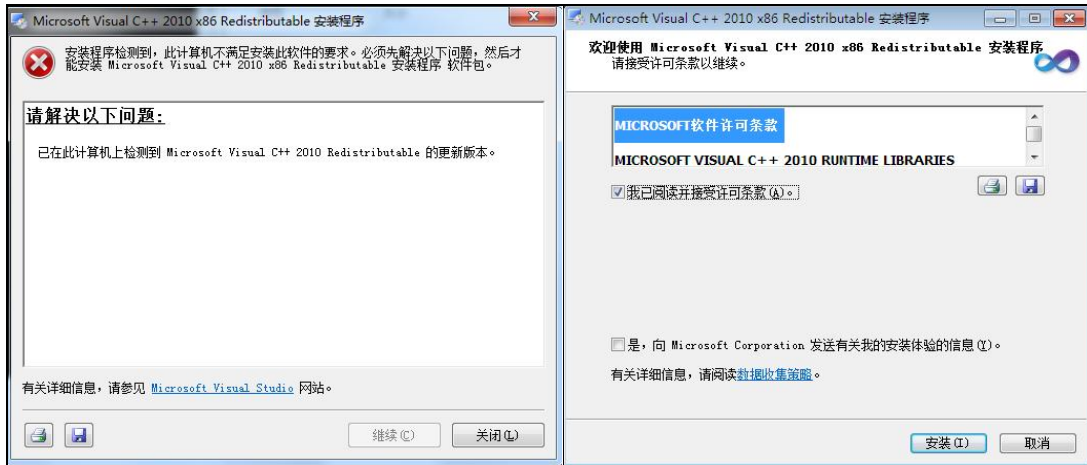 Microsoft Visual C++ 2010 x86 Redistributable 安装程序
安装程序检测到，此计算机不满足安装此软件的要求。必须先解决以下问题，然后才
能安装 Microsoft Visual C++ 2010 x86 Redistributable 安装程序 软件包。
请解决以下问题:
已在此计算机上检测到 Microsoft Visual C++ 2010 Redistributable 的更新版本。
有关详细信息，请参见 Microsoft Visual Studio 网站。
继续(C)
关闭(L)
Microsoft Visual C++ 2010 x86 Redistributable 安装程序
欢迎使用 Microsoft Visual C++ 2010 x86 Redistributable 安装程序
请接受许可条款以继续。
MICROSOFT软件许可条款
MICROSOFT VISUAL C++ 2010 RUNTIME LIBRARIES
我已阅读并接受许可条款(A)。
是，向 Microsoft Corporation 发送有关我的安装体验的信息(Y)。
有关详细信息，请阅读数据收集策略。
安装(I)
取消